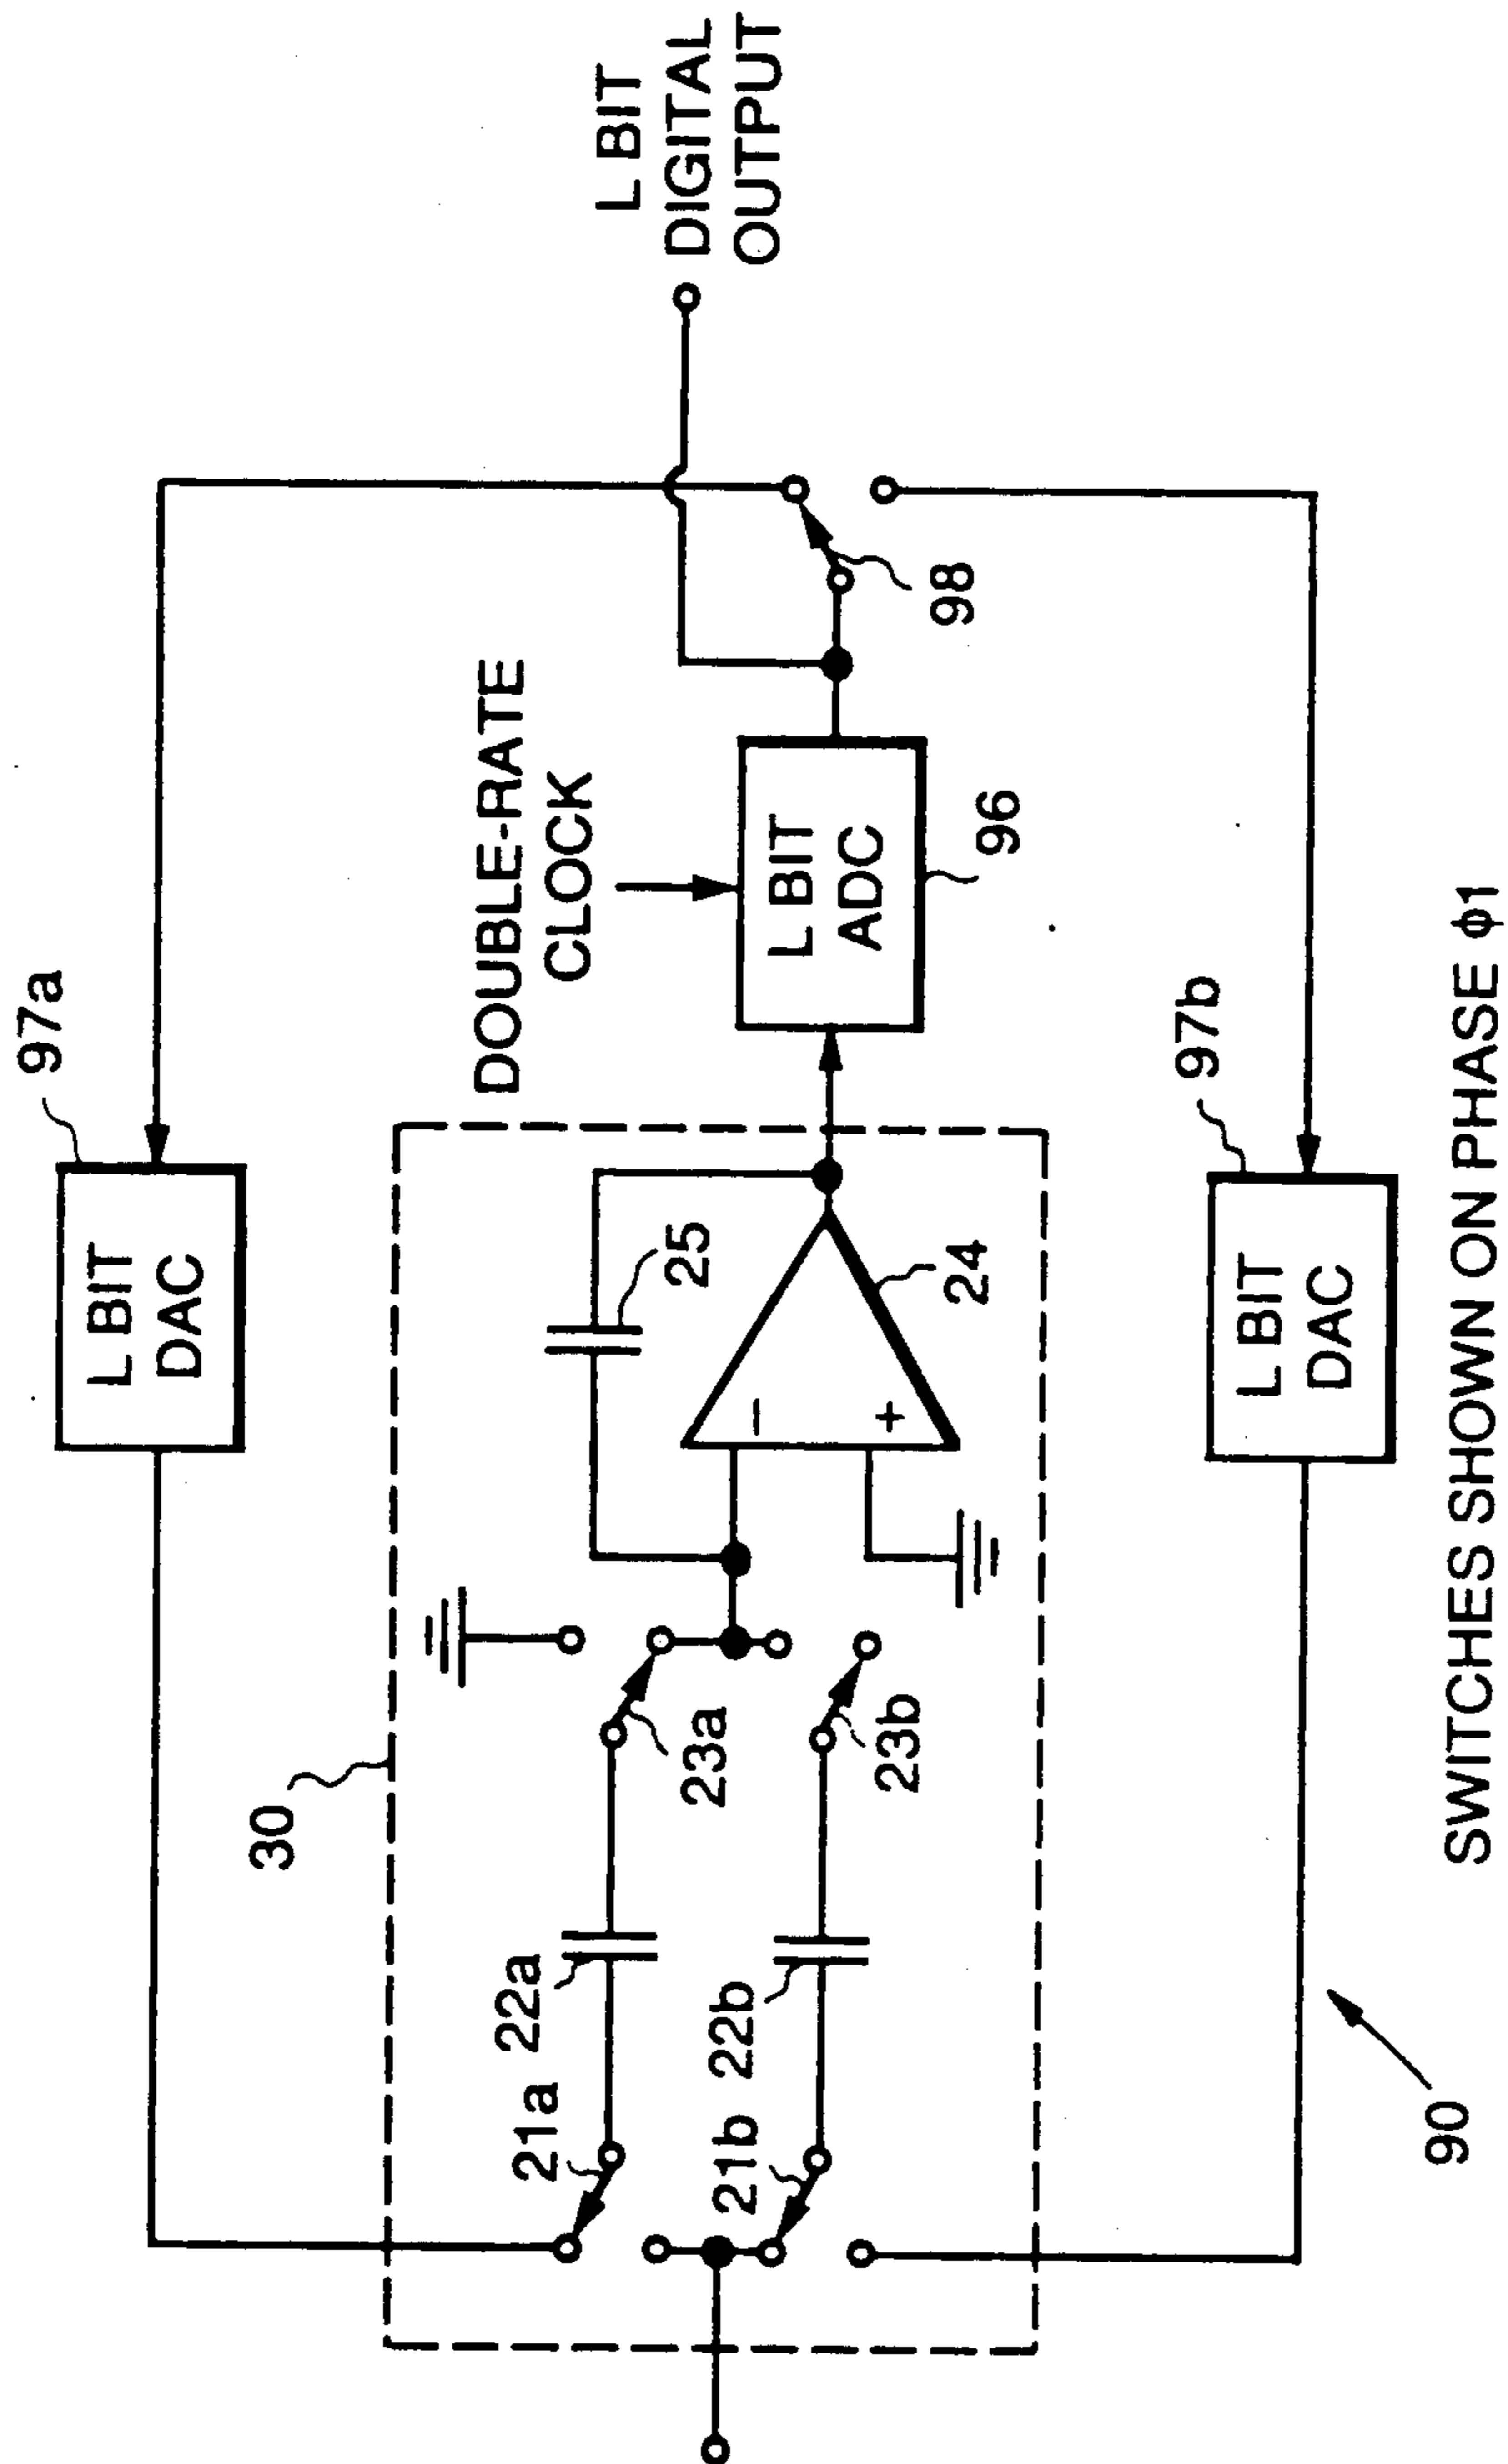 97a
L BIT
DAC
30
DOUBLE-RATE
CLOCK
L BIT
DIGITAL
OUTPUT
21a
22a
23a
25
−
+
24
L BIT
ADC
96
98
21b
22b
23b
97b
L BIT
DAC
90
SWITCHES SHOWN ON PHASE ϕ1